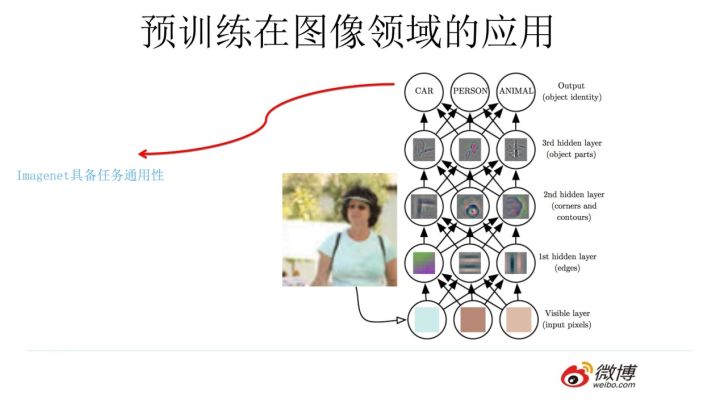 预训练在图像领域的应用
CAR PERSON ANIMAL
Output
(object identity)
3rd hidden layer
(object parts)
Imagenet具备任务通用性
2nd hidden layer
(corners and
contours)
1st hidden layer
(edges)
Visible layer
(input pixels)
微博
weibo.com